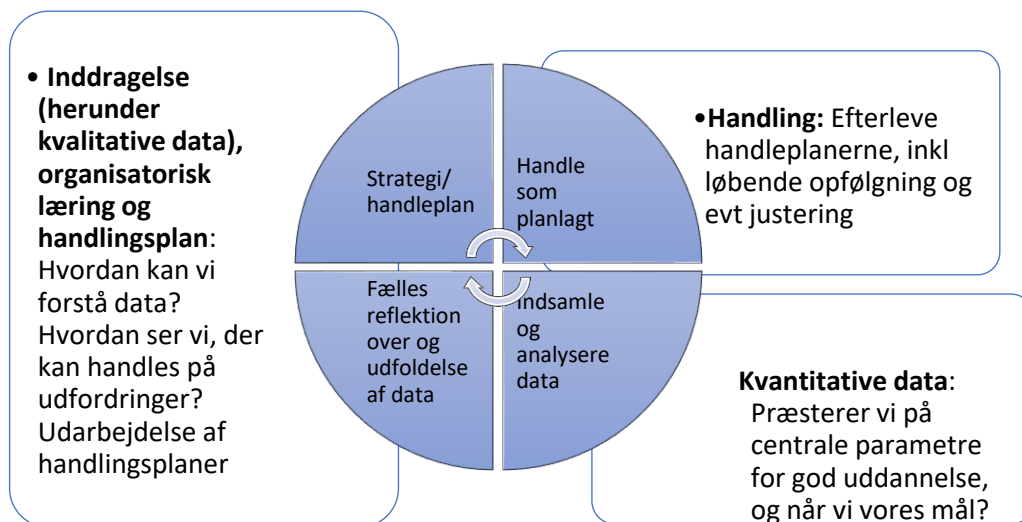 • Inddragelse
(herunder
kvalitative data),
organisatorisk
læring og
handlingsplan:
Hvordan kan vi
forstå data?
Hvordan ser vi, der
kan handles på
udfordringer?
Udarbejdelse af
handlingsplaner
Strategi/
handleplan
Handle
som
planlagt
Fælles
reflektion
over og
udfoldelse
af data
Indsamle
og
analysere
data
•Handling: Efterleve
handleplanerne, inkl
løbende opfølgning og
evt justering
Kvantitative data:
Præsterer vi på
centrale parametre
for god uddannelse,
og når vi vores mål?